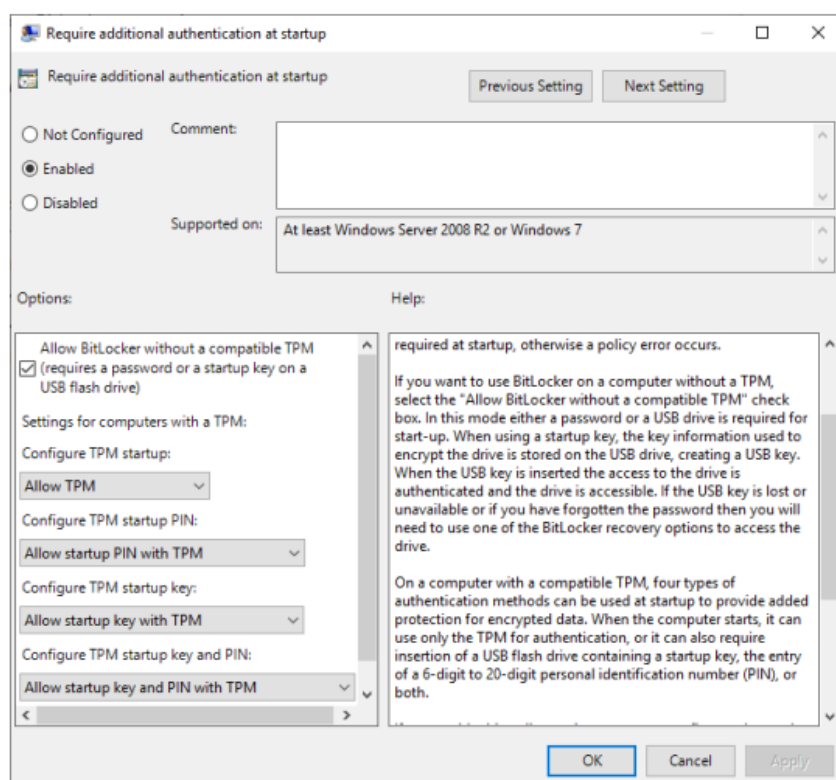 Require additional authentication at startup
Require additional authentication at startup
Previous Setting
Next Setting
Not Configured
Enabled
Disabled
Comment:
Supported on:
At least Windows Server 2008 R2 or Windows 7
Options:
Help:
Allow BitLocker without a compatible TPM
(requires a password or a startup key on a
USB flash drive)
Settings for computers with a TPM:
Configure TPM startup:
Allow TPM
Configure TPM startup PIN:
Allow startup PIN with TPM
Configure TPM startup key:
Allow startup key with TPM
Configure TPM startup key and PIN:
Allow startup key and PIN with TPM
required at startup, otherwise a policy error occurs.
If you want to use BitLocker on a computer without a TPM,
select the "Allow BitLocker without a compatible TPM" check
box. In this mode either a password or a USB drive is required for
start-up. When using a startup key, the key information used to
encrypt the drive is stored on the USB drive, creating a USB key.
When the USB key is inserted the access to the drive is
authenticated and the drive is accessible. If the USB key is lost or
unavailable or if you have forgotten the password then you will
need to use one of the BitLocker recovery options to access the
drive.
On a computer with a compatible TPM, four types of
authentication methods can be used at startup to provide added
protection for encrypted data. When the computer starts, it can
use only the TPM for authentication, or it can also require
insertion of a USB flash drive containing a startup key, the entry
of a 6-digit to 20-digit personal identification number (PIN), or
both.
OK
Cancel
Apply